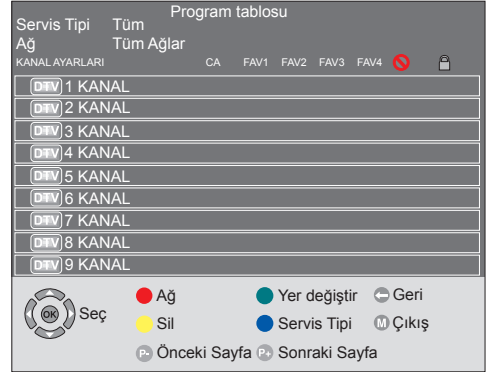 Program tablosu
Servis Tipi Tüm
Ağ Tüm Ağlar
KANAL AYARLARI CA FAV1 FAV2 FAV3 FAV4
DTV 1 KANAL
DTV 2 KANAL
DTV 3 KANAL
DTV 4 KANAL
DTV 5 KANAL
DTV 6 KANAL
DTV 7 KANAL
DTV 8 KANAL
DTV 9 KANAL
Ağ Yer değiştir Geri
OK Seç
Sil Servis Tipi M Çıkış
P- Önceki Sayfa P+ Sonraki Sayfa